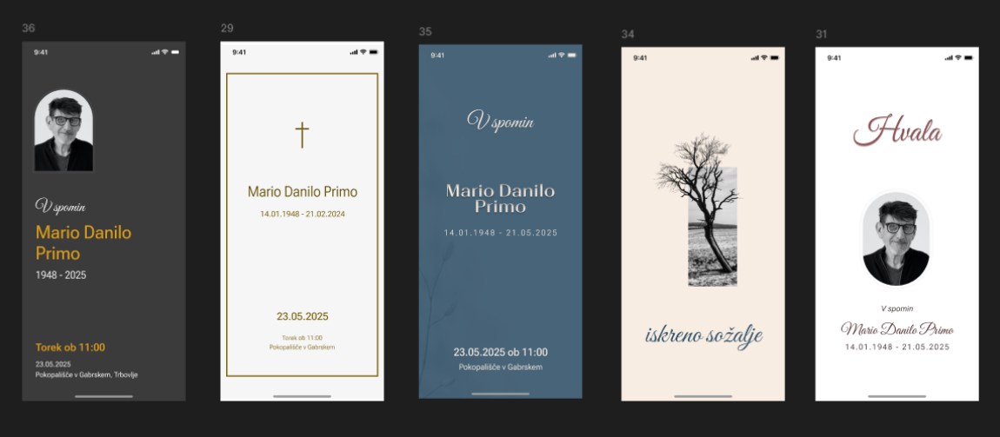 36
9:41
V spomin
Mario Danilo
Primo
1948 - 2025
Torek ob 11:00
23.05.2025
Pokopališče v Gabrskem, Trbovlje
29
9:41
Mario Danilo Primo
14.01.1948 - 21.02.2024
23.05.2025
Torek ob 11:00
Pokopališče v Gabrskem
35
9:41
V spomin
Mario Danilo
Primo
14.01.1948 - 21.05.2025
23.05.2025 ob 11:00
Pokopališče v Gabrskem
34
9:41
iskreno sožalje
31
9:41
Hvala
V spomin
Mario Danilo Primo
14.01.1948 - 21.05.2025